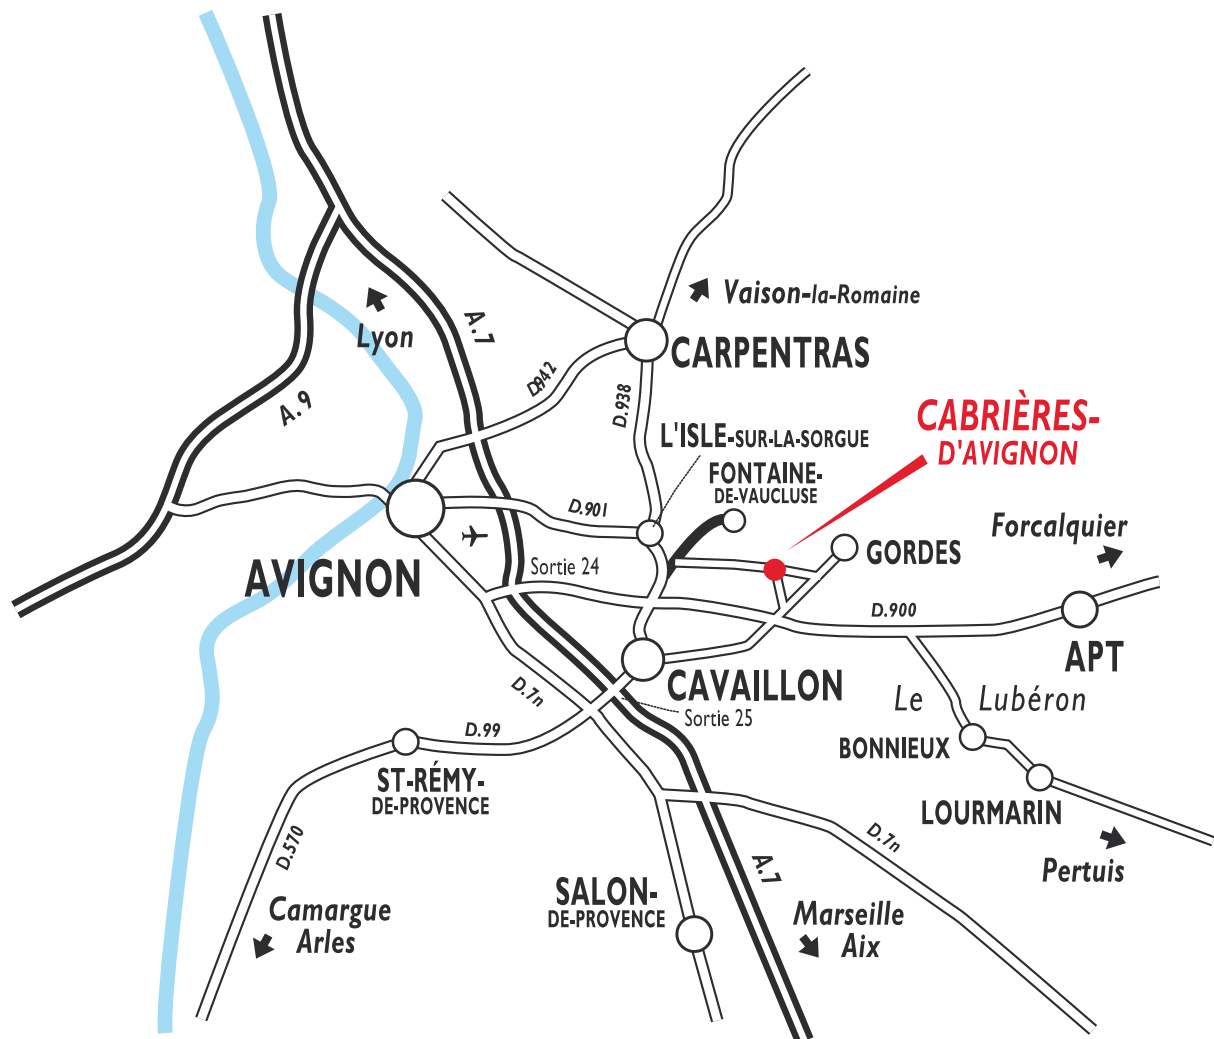 Vaison-la-Romaine
Lyon
A.7
CARPENTRAS
D.942
D.938
A.9
CABRIÈRES-
D'AVIGNON
L'ISLE-SUR-LA-SORGUE
FONTAINE-
DE-VAUCLUSE
D.901
Forcalquier
GORDES
AVIGNON
Sortie 24
D.900
APT
CAVAILLON
Le Lubéron
D.7n
Sortie 25
D.99
BONNIEUX
ST-RÉMY-
DE-PROVENCE
LOURMARIN
D.570
D.7n
A.7
Pertuis
SALON-
DE-PROVENCE
Camargue
Arles
Marseille
Aix